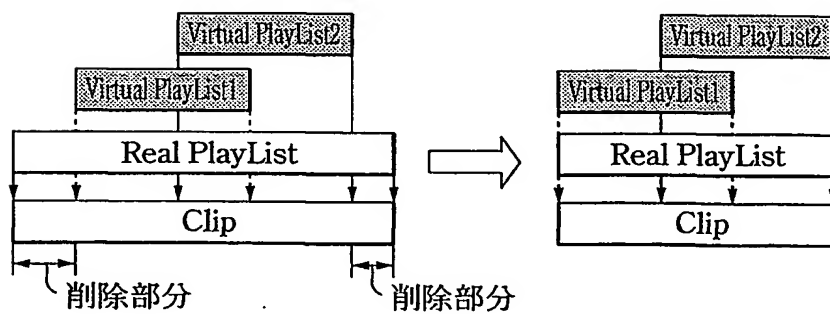 Virtual PlayList2
Virtual PlayList1
Real PlayList
Clip
削除部分
削除部分
Virtual PlayList2
Virtual PlayList1
Real PlayList
Clip